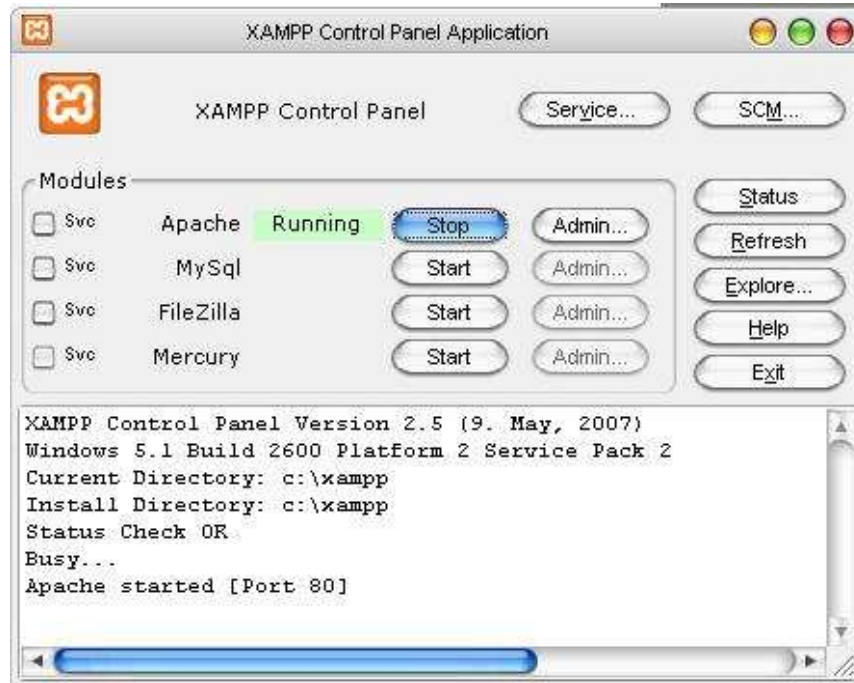 XAMPP Control Panel Application
XAMPP Control Panel Service... SCM...
Modules
Svc Apache Running Stop Admin... Status
Svc MySql Start Admin... Refresh
Svc FileZilla Start Admin... Explore...
Svc Mercury Start Admin... Help
Exit
XAMPP Control Panel Version 2.5 (9. May, 2007)
Windows 5.1 Build 2600 Platform 2 Service Pack 2
Current Directory: c:\xampp
Install Directory: c:\xampp
Status Check OK
Busy...
Apache started [Port 80]